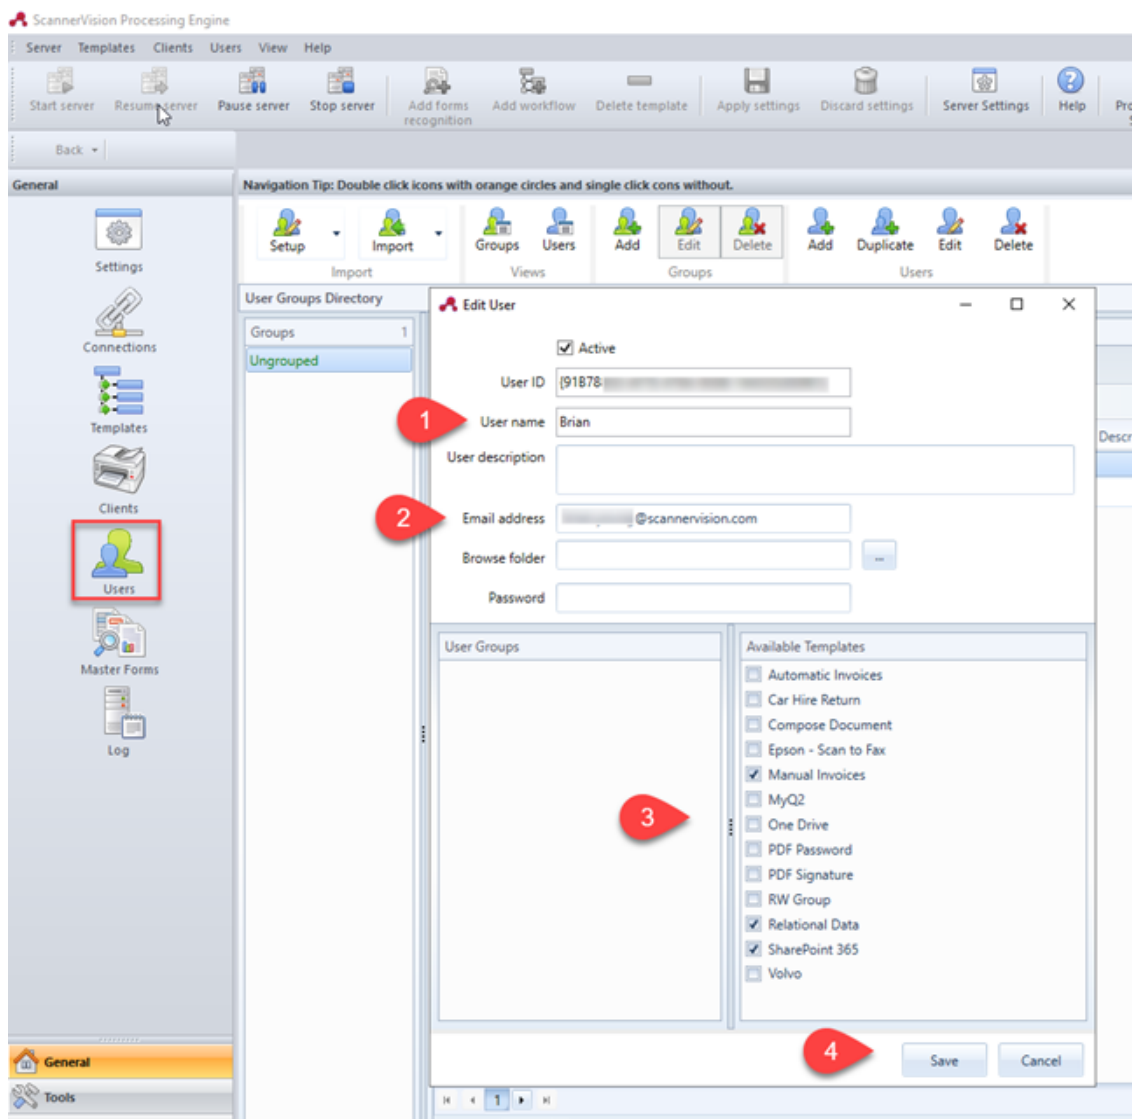 ScannerVision Processing Engine
Server Templates Clients Users View Help
Start server Resume server Pause server Stop server Add forms recognition Add workflow Delete template Apply settings Discard settings Server Settings Help
Back
General
Navigation Tip: Double click icons with orange circles and single click cons without.
Settings
Connections
Templates
Clients
Users
Master Forms
Log
General
Tools
Setup Import Groups Users Add Edit Delete Add Duplicate Edit Delete
Import Views Groups Users
User Groups Directory
Groups 1
Ungrouped
Edit User
Active
User ID {91B78
1 User name Brian
User description
2 Email address @scannervision.com
Browse folder ...
Password
User Groups
Available Templates
Automatic Invoices
Car Hire Return
Compose Document
Epson - Scan to Fax
Manual Invoices
MyQ2
3
One Drive
PDF Password
PDF Signature
RW Group
Relational Data
SharePoint 365
Volvo
4 Save Cancel
1